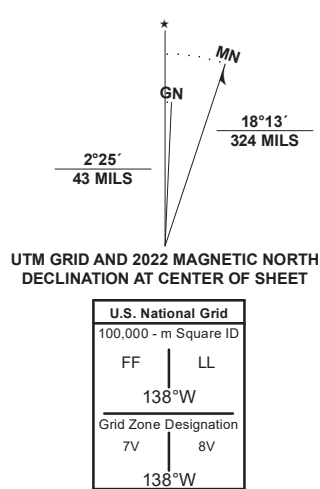 ★
MN
GN
18°13´
324 MILS
2°25´
43 MILS
UTM GRID AND 2022 MAGNETIC NORTH
DECLINATION AT CENTER OF SHEET
U.S. National Grid
100,000 - m Square ID
FF LL
138°W
Grid Zone Designation
7V 8V
138°W